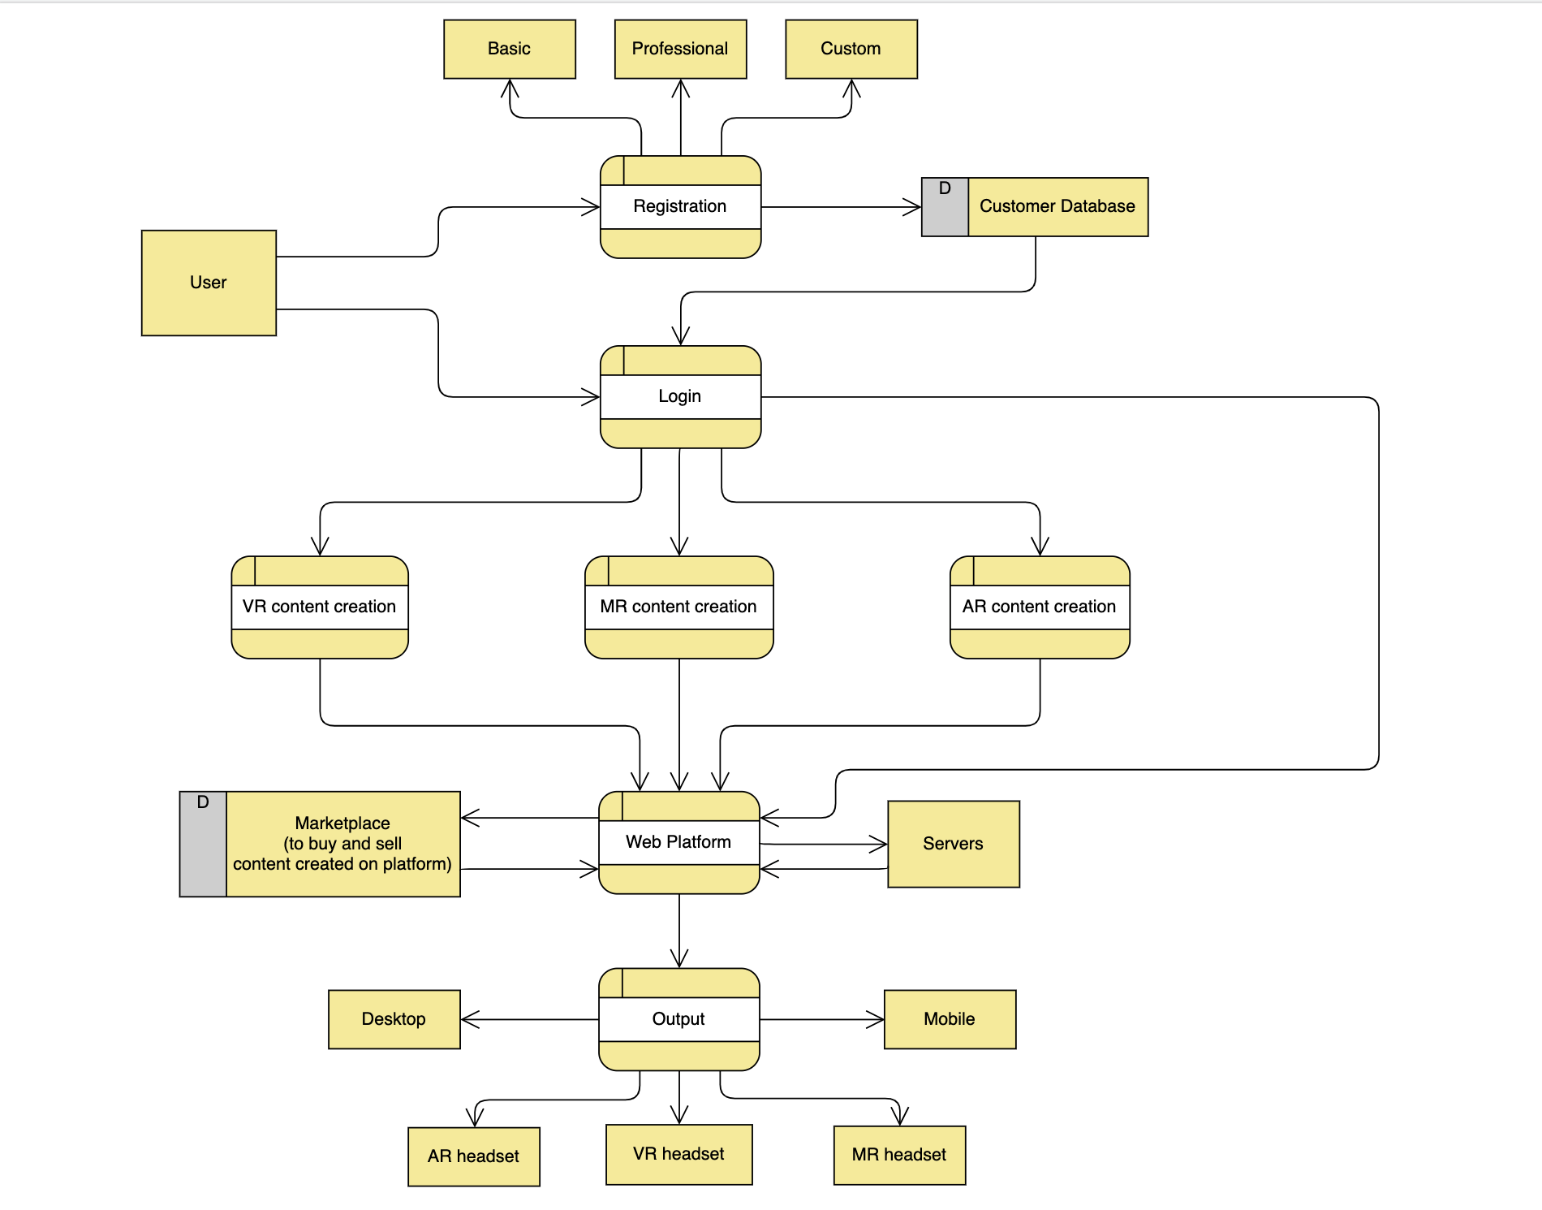 Basic
Professional
Custom
Registration
D
Customer Database
User
Login
VR content creation
MR content creation
AR content creation
D
Marketplace
(to buy and sell
content created on platform)
Web Platform
Servers
Desktop
Output
Mobile
AR headset
VR headset
MR headset